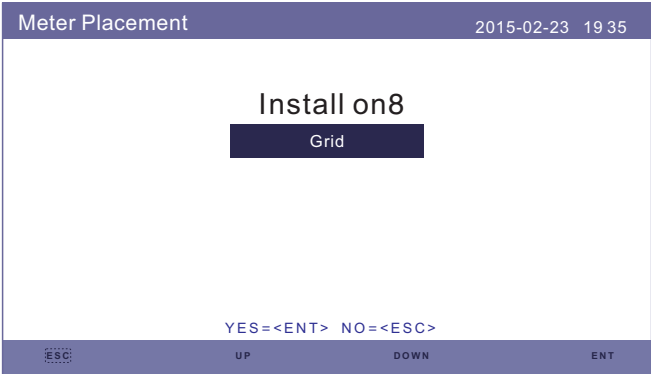 Meter Placement 2015-02-23 19 35
Install on8
Grid
YES=<ENT> NO=<ESC>
ESC UP DOWN ENT